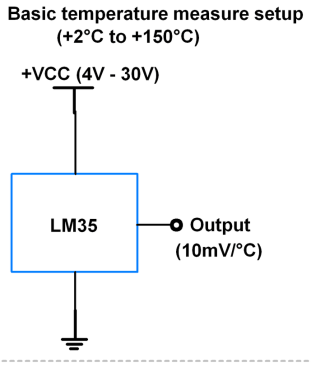 Basic temperature measure setup
(+2°C to +150°C)
+VCC (4V - 30V)
LM35
Output
(10mV/°C)